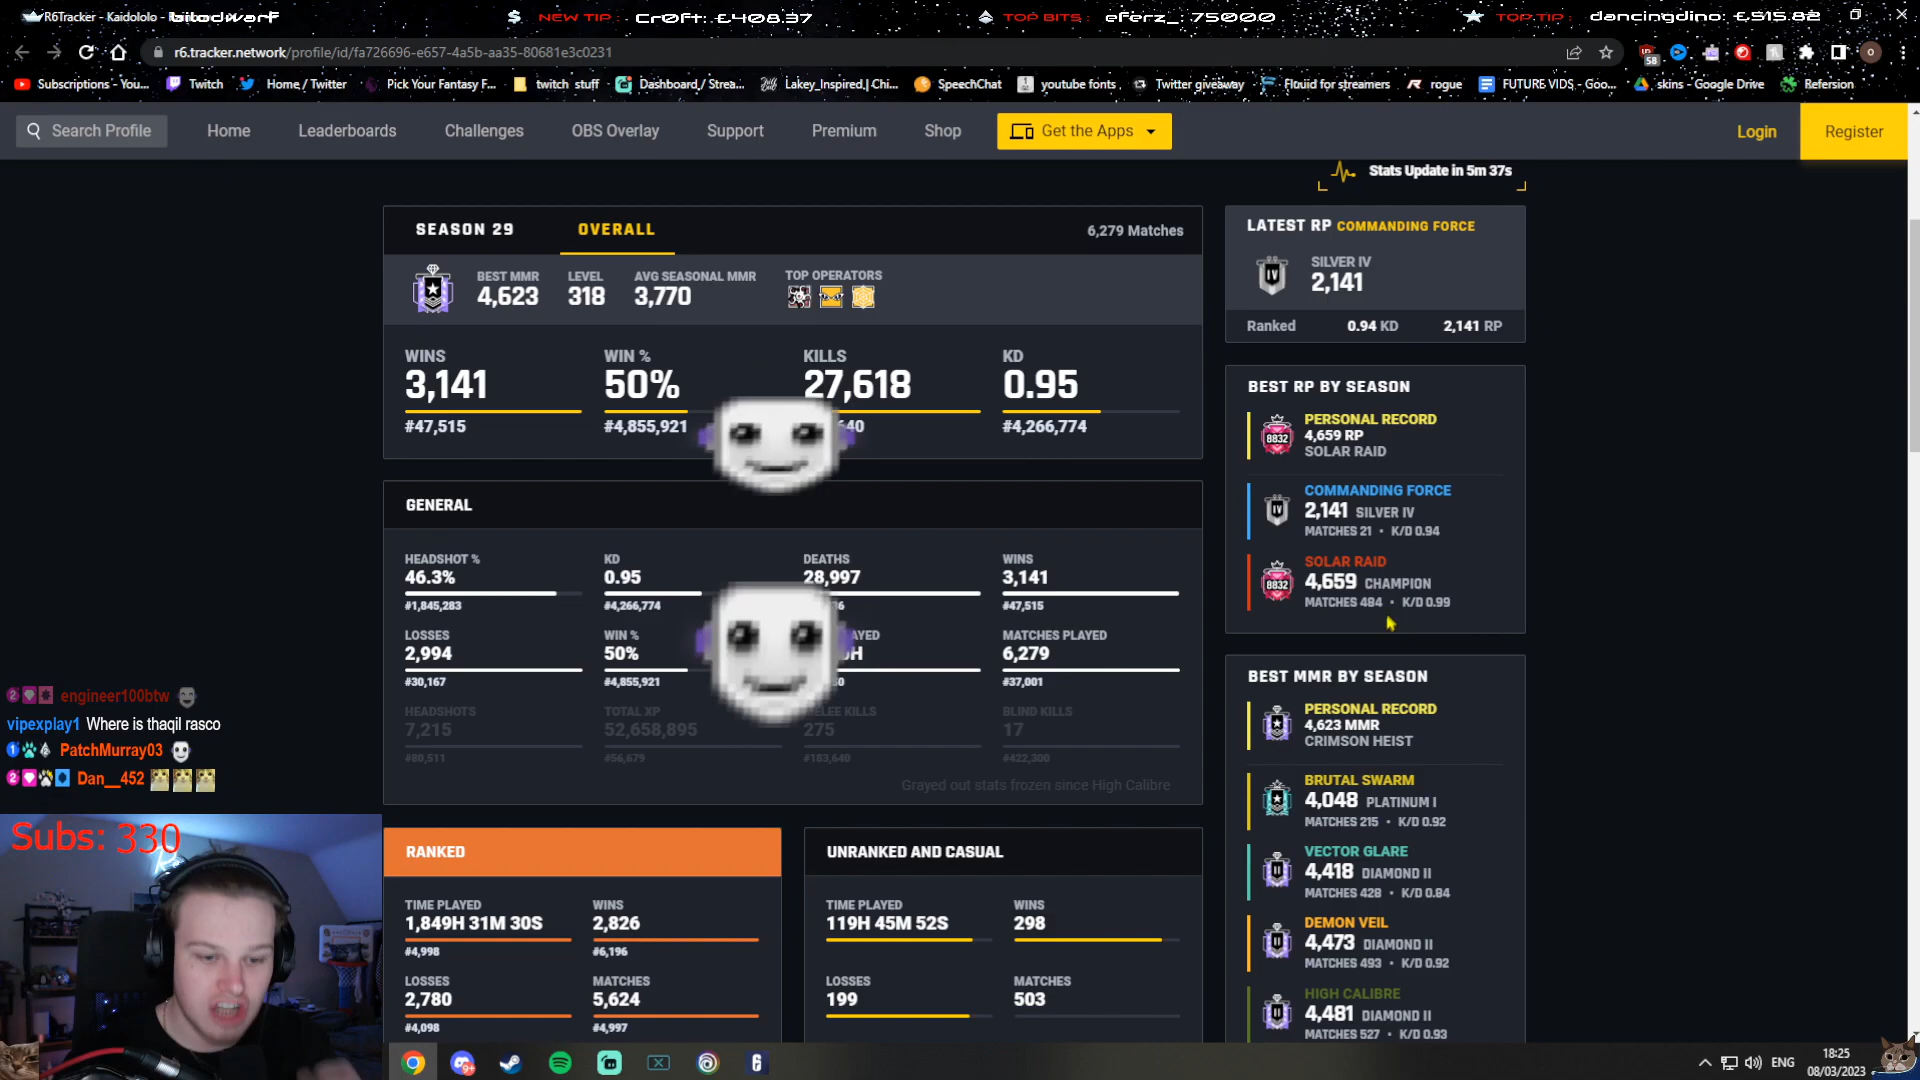 R6Tracker - Kaidololo -
bitodwarf
NEW TIP : Cr0ft: £408.37
TOP BITS : eferz_: 75000
TOP TIP : dancingdino: £515.82
r6.tracker.network/profile/id/fa726696-e657-4a5b-aa35-80681e3c0231
58
Subscriptions - You...
Twitch
Home / Twitter
Pick Your Fantasy F...
twitch stuff
Dashboard / Strea...
Lakey_Inspired | Chi...
SpeechChat
youtube fonts
Twitter giveaway
Fluuid for streamers
rogue
FUTURE VIDS - Goo...
skins - Google Drive
Refersion
Search Profile
Home
Leaderboards
Challenges
OBS Overlay
Support
Premium
Shop
Get the Apps
Login
Register
Stats Update in 5m 37s
SEASON 29
OVERALL
6,279 Matches
BEST MMR
4,623
LEVEL
318
AVG SEASONAL MMR
3,770
TOP OPERATORS
WINS
3,141
#47,515
WIN %
50%
#4,855,921
KILLS
27,618
KD
0.95
#4,266,774
GENERAL
HEADSHOT %
46.3%
#1,845,283
KD
0.95
#4,266,774
DEATHS
28,997
WINS
3,141
#47,515
LOSSES
2,994
#30,167
WIN %
50%
#4,855,921
MATCHES PLAYED
6,279
#37,001
HEADSHOTS
7,215
#80,511
TOTAL XP
52,658,895
#56,679
MELEE KILLS
275
#183,640
BLIND KILLS
17
#422,300
Grayed out stats frozen since High Calibre
RANKED
TIME PLAYED
1,849H 31M 30S
#4,998
WINS
2,826
#6,196
LOSSES
2,780
#4,098
MATCHES
5,624
#4,997
UNRANKED AND CASUAL
TIME PLAYED
119H 45M 52S
WINS
298
LOSSES
199
MATCHES
503
LATEST RP COMMANDING FORCE
IV
SILVER IV
2,141
Ranked 0.94 KD 2,141 RP
BEST RP BY SEASON
8832
PERSONAL RECORD
4,659 RP
SOLAR RAID
IV
COMMANDING FORCE
2,141 SILVER IV
MATCHES 21 • K/D 0.94
8832
SOLAR RAID
4,659 CHAMPION
MATCHES 484 • K/D 0.99
BEST MMR BY SEASON
PERSONAL RECORD
4,623 MMR
CRIMSON HEIST
BRUTAL SWARM
4,048 PLATINUM I
MATCHES 215 • K/D 0.92
VECTOR GLARE
4,418 DIAMOND II
MATCHES 428 • K/D 0.84
DEMON VEIL
4,473 DIAMOND II
MATCHES 493 • K/D 0.92
HIGH CALIBRE
4,481 DIAMOND II
MATCHES 527 • K/D 0.93
engineer100btw
vipexplay1 Where is thaqil rasco
PatchMurray03
Dan__452
Subs: 330
ENG
18:25
08/03/2023